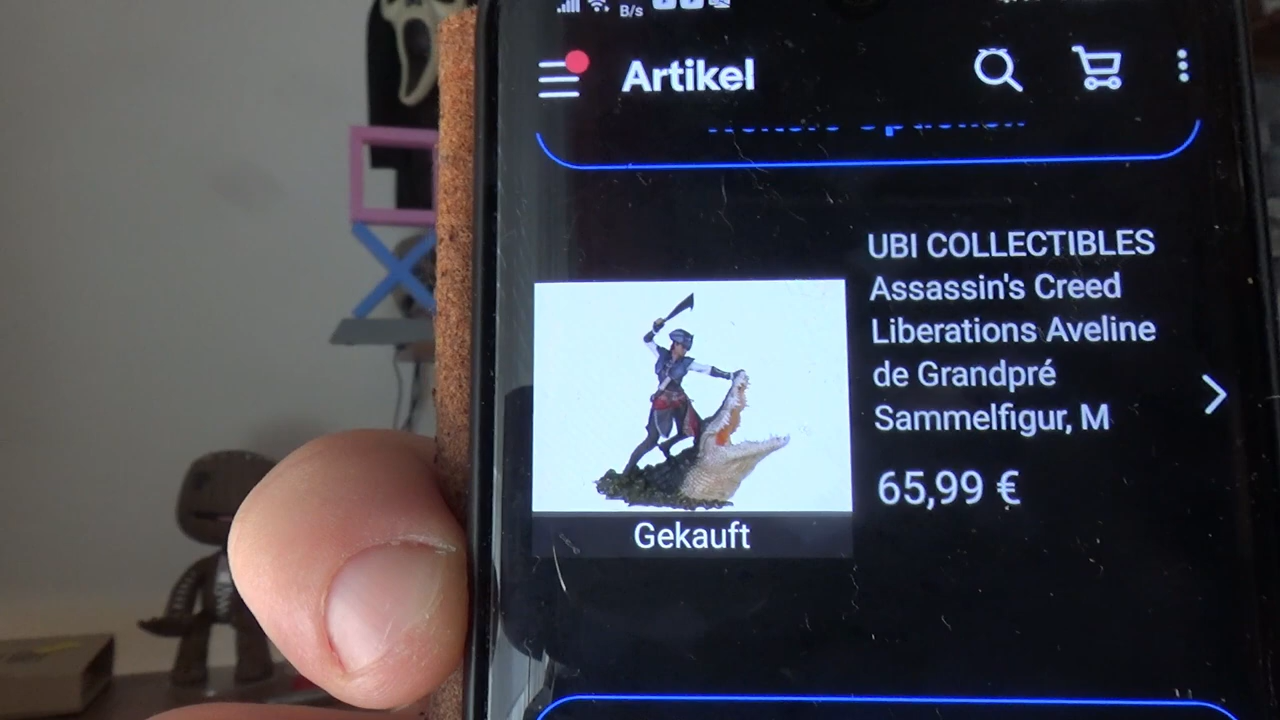 B/s
Artikel
UBI COLLECTIBLES
Assassin's Creed
Liberations Aveline
de Grandpré
Sammelfigur, M
65,99 €
Gekauft